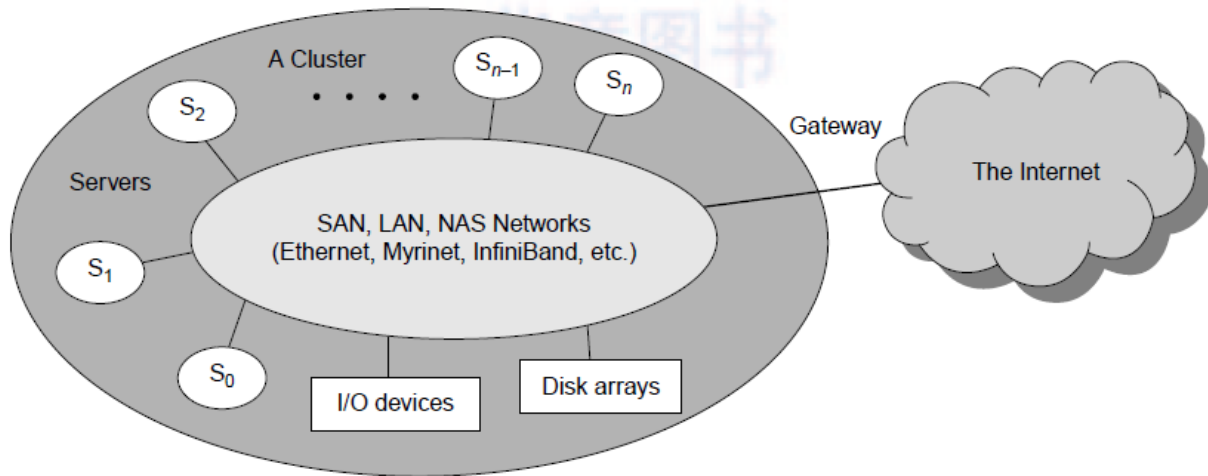 A Cluster
S₂
. . . .
Sₙ₋₁
Sₙ
Gateway
Servers
The Internet
SAN, LAN, NAS Networks
(Ethernet, Myrinet, InfiniBand, etc.)
S₁
S₀
I/O devices
Disk arrays